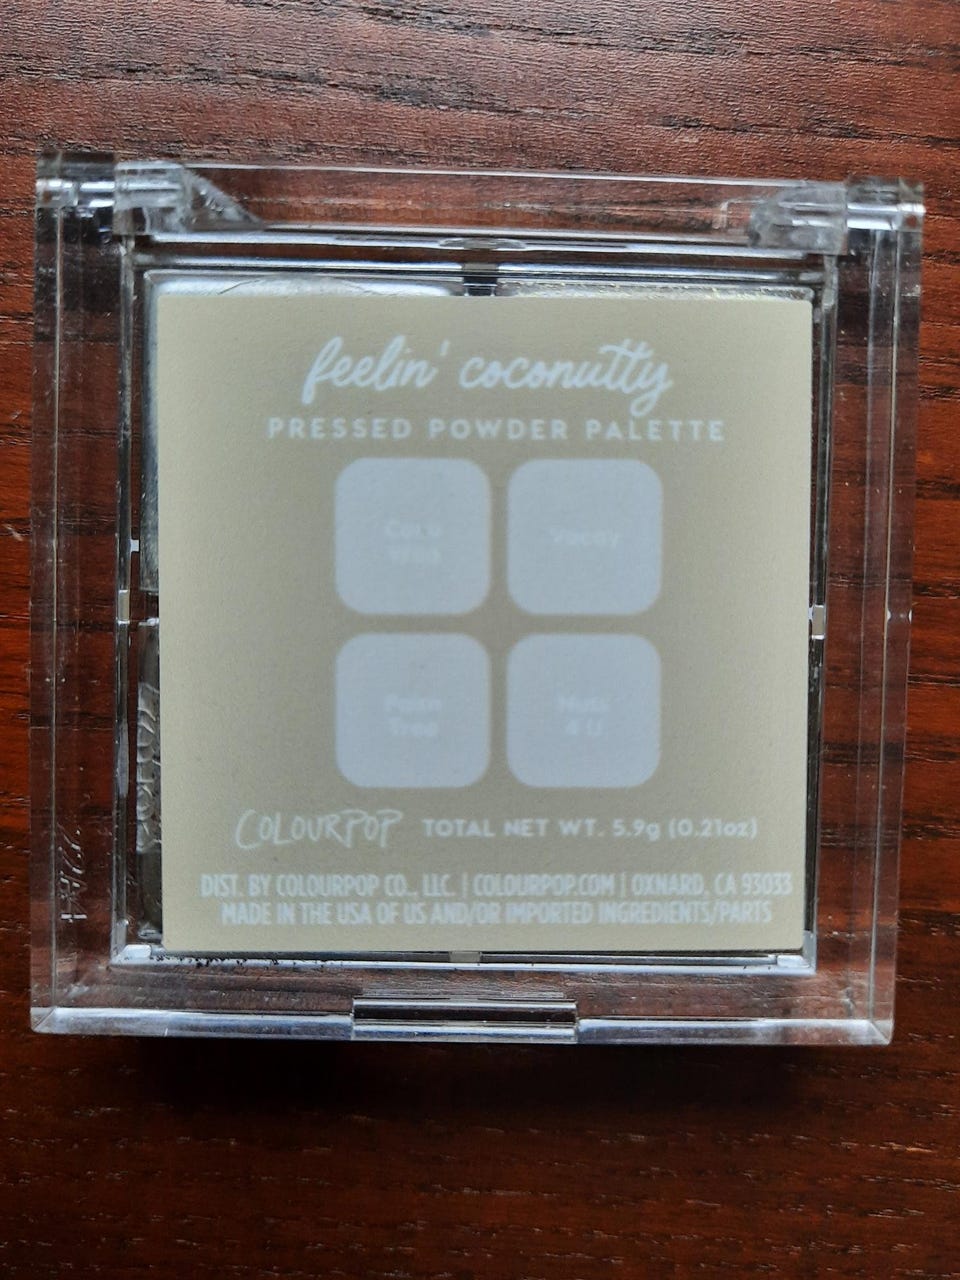 feelin' coconutty
PRESSED POWDER PALETTE
Vacay
Palm
Tree
Nuts
4 U
COLOURPOP TOTAL NET WT. 5.9g (0.21oz)
DIST. BY COLOURPOP CO., LLC. | COLOURPOP.COM | OXNARD, CA 93033
MADE IN THE USA OF US AND/OR IMPORTED INGREDIENTS/PARTS